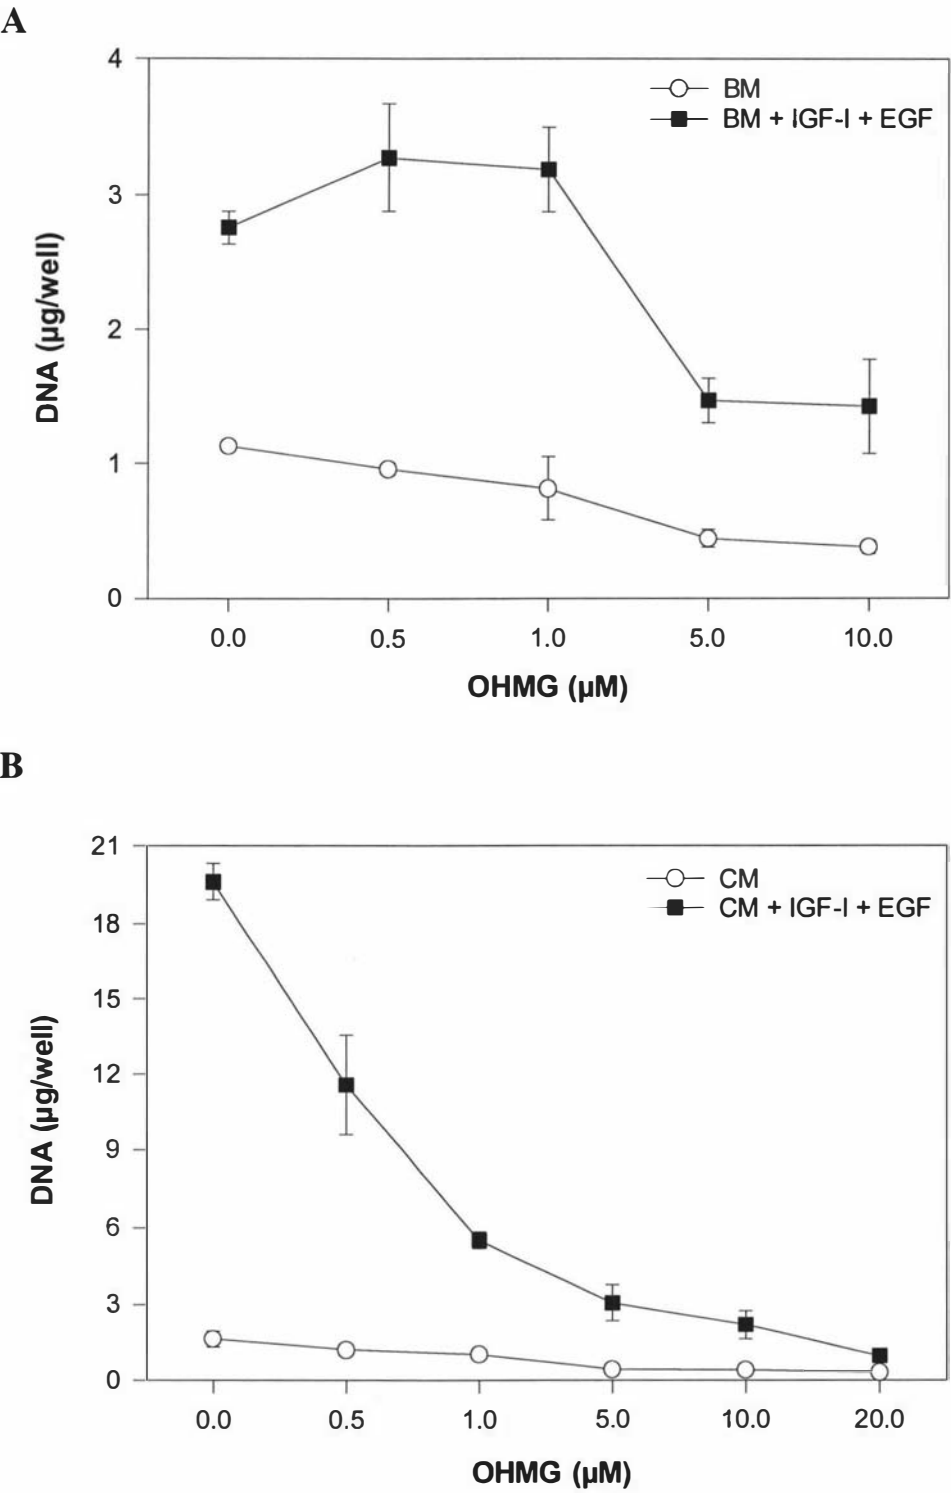 A
4
3
2
1
0
DNA (µg/well)
BM
BM + IGF-I + EGF
0.0 0.5 1.0 5.0 10.0
OHMG (µM)
B
21
18
15
12
9
6
3
0
DNA (µg/well)
CM
CM + IGF-I + EGF
0.0 0.5 1.0 5.0 10.0 20.0
OHMG (µM)